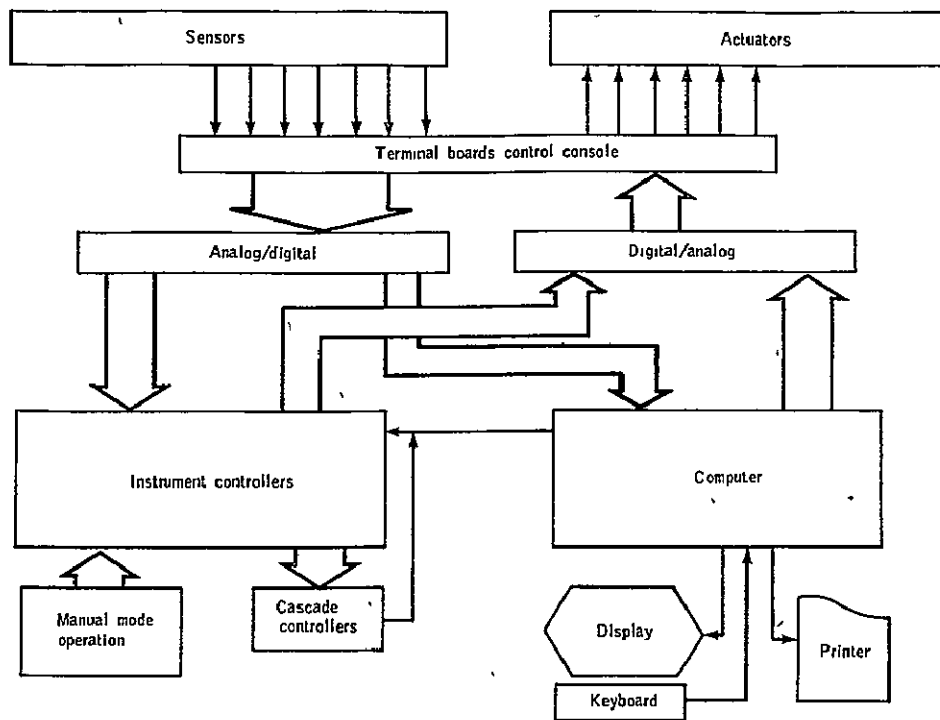 Sensors
Actuators
Terminal boards control console
Analog/digital
Digital/analog
Instrument controllers
Computer
Manual mode
operation
Cascade
controllers
Display
Printer
Keyboard